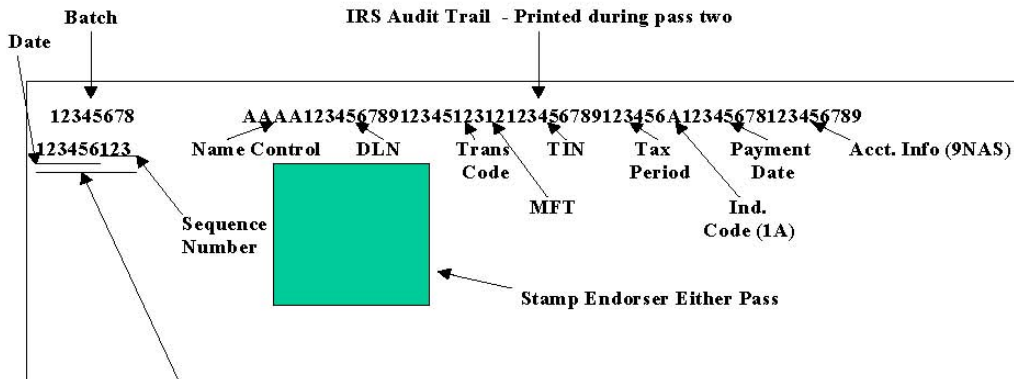 Batch
IRS Audit Trail - Printed during pass two
Date
12345678
AAAA1234567891234512312123456789123456A12345678123456789
123456123
Name Control DLN Trans Code TIN Tax Period Payment Date Acct. Info (9NAS)
MFT
Ind. Code (1A)
Sequence
Number
Stamp Endorser Either Pass